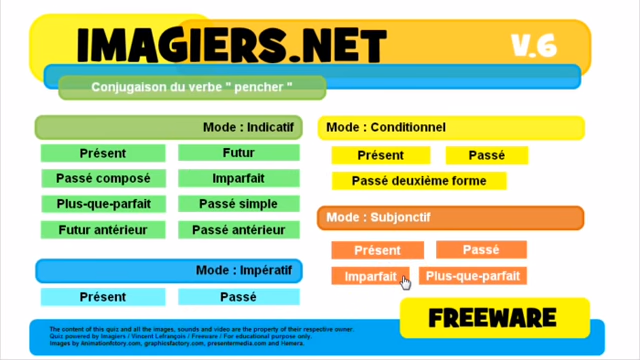 IMAGIERS.NET
V.6
Conjugaison du verbe " pencher "
Mode : Indicatif
Présent
Futur
Passé composé
Imparfait
Plus-que-parfait
Passé simple
Futur antérieur
Passé antérieur
Mode : Impératif
Présent
Passé
Mode : Conditionnel
Présent
Passé
Passé deuxième forme
Mode : Subjonctif
Présent
Passé
Imparfait
Plus-que-parfait
FREEWARE
The content of this quiz and all the images, sounds and video are the property of their respective owner.
Quiz powered by Imagiers / Vincent Lefrançois / Freeware / For educational purpose only.
Images by Animationfctory.com, graphicsfactory.com, presentermedia.com and Hemera.